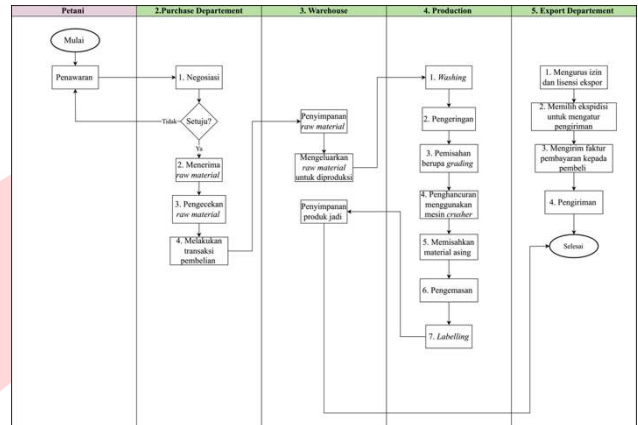 Petani
2.Purchase Departement
3. Warehouse
4. Production
5. Export Departement
Mulai
Penawaran
1. Negosiasi
Tidak
Setuju?
Ya
2. Menerima
raw material
3. Pengecekan
raw material
4. Melakukan
transaksi
pembelian
Penyimpanan
raw material
Mengeluarkan
raw material
untuk diproduksi
Penyimpanan
produk jadi
1. Washing
2. Pengeringan
3. Pemisahan
berupa grading
4. Penghancuran
menggunakan
mesin crusher
5. Memisahkan
material asing
6. Pengemasan
7. Labelling
1. Mengurus izin
dan lisensi ekspor
2. Memilih ekspidisi
untuk mengatur
pengiriman
3. Mengirim faktur
pembayaran kepada
pembeli
4. Pengiriman
Selesai